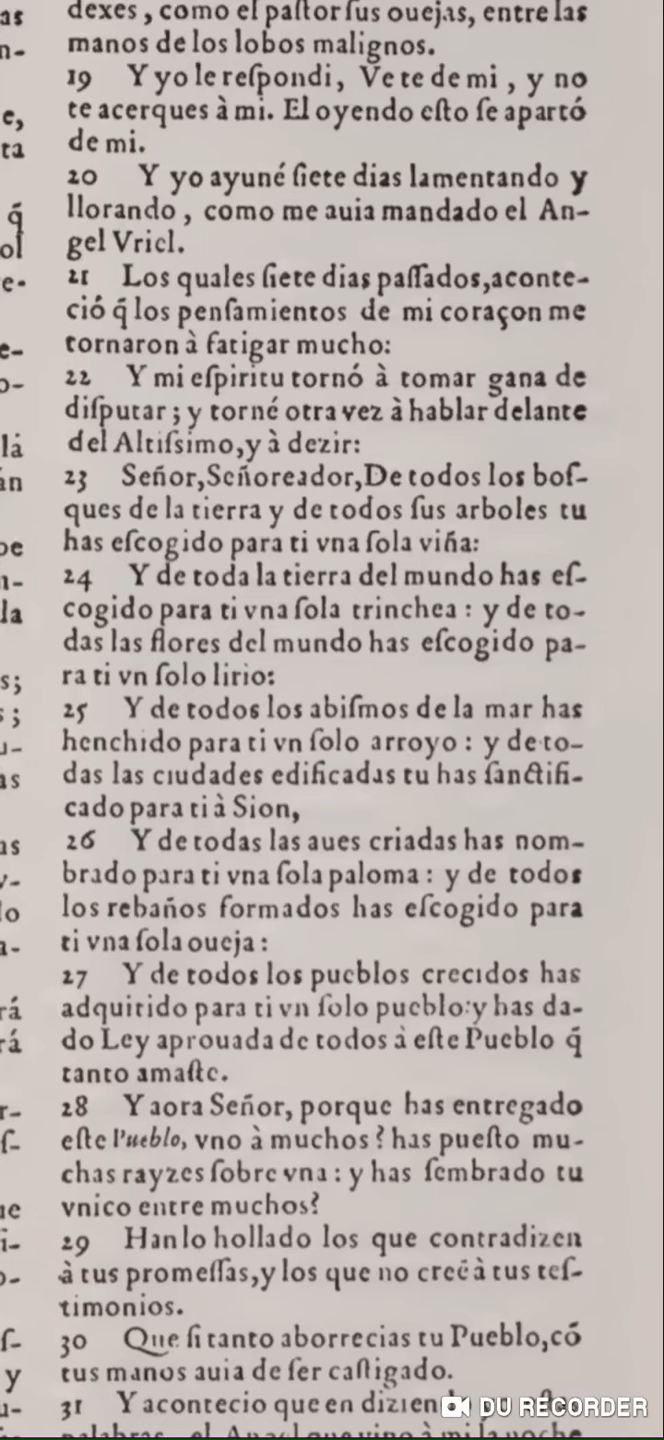 dexes, como el paſtor ſus ouejas, entre las
manos de los lobos malignos.
19 Y yo le reſpondi, Vete de mi, y no
te acerques à mi. El oyendo eſto ſe apartó
de mi.
20 Y yo ayuné ſiete dias lamentando y
llorando, como me auia mandado el An-
gel Vriel.
21 Los quales ſiete dias paſſados, aconte-
ció q̃ los penſamientos de mi coraçon me
tornaron à fatigar mucho:
22 Y mi eſpiritu tornó à tomar gana de
diſputar; y torné otra vez à hablar delante
del Altiſsimo, y à dezir:
23 Señor, Señoreador, De todos los boſ-
ques de la tierra y de todos ſus arboles tu
has eſcogido para ti vna ſola viña:
24 Y de toda la tierra del mundo has eſ-
cogido para ti vna ſola trinchea: y de to-
das las flores del mundo has eſcogido pa-
ra ti vn ſolo lirio:
25 Y de todos los abiſmos de la mar has
henchido para ti vn ſolo arroyo: y de to-
das las ciudades edificadas tu has ſanctifi-
cado para ti à Sion,
26 Y de todas las aues criadas has nom-
brado para ti vna ſola paloma: y de todos
los rebaños formados has eſcogido para
ti vna ſola oueja:
27 Y de todos los pueblos crecidos has
adquirido para ti vn ſolo pueblo: y has da-
do Ley aprouada de todos à eſte Pueblo q̃
tanto amaſte.
28 Y aora Señor, porque has entregado
eſte Pueblo, vno à muchos? has pueſto mu-
chas rayzes ſobre vna: y has ſembrado tu
vnico entre muchos?
29 Hanlo hollado los que contradizen
à tus promeſſas, y los que no creẽ à tus teſ-
timonios.
30 Que ſi tanto aborrecias tu Pueblo, cõ
tus manos auia de ſer caſtigado.
31 Y acontecio que en
DU RECORDER